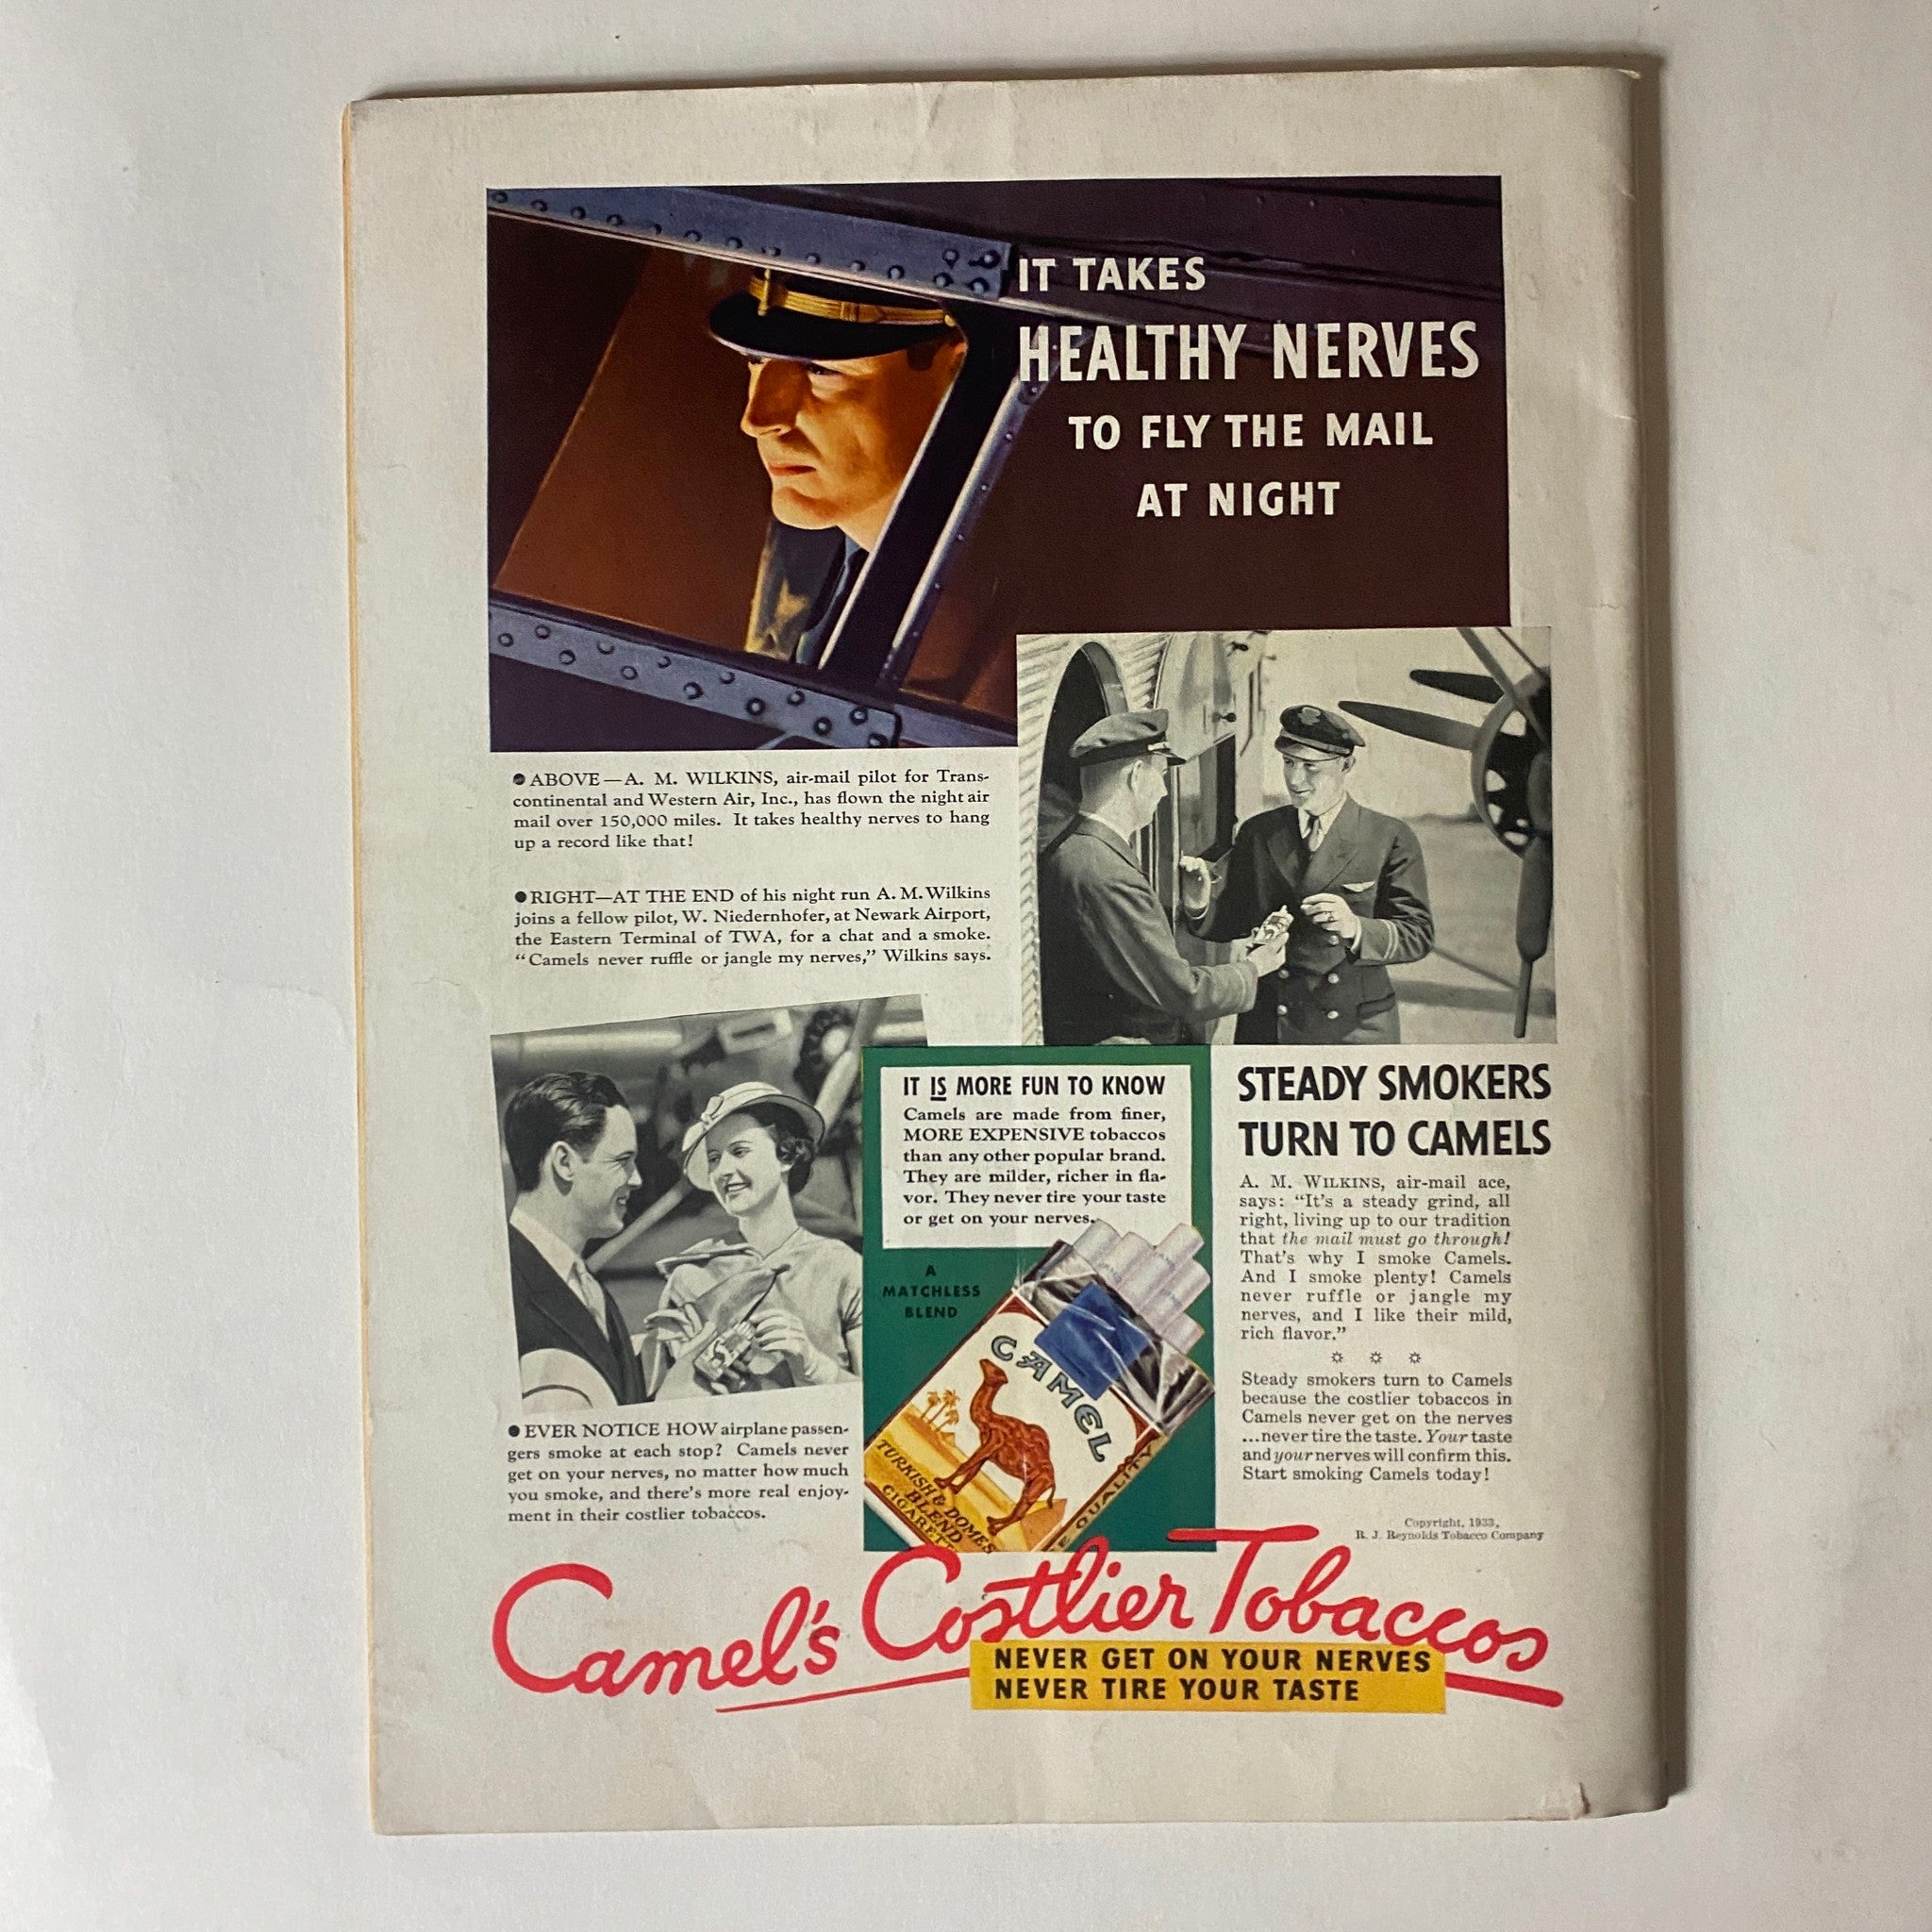 IT TAKES
HEALTHY NERVES
TO FLY THE MAIL
AT NIGHT
●ABOVE—A. M. WILKINS, air-mail pilot for Trans-
continental and Western Air, Inc., has flown the night air
mail over 150,000 miles. It takes healthy nerves to hang
up a record like that!
●RIGHT—AT THE END of his night run A. M. Wilkins
joins a fellow pilot, W. Niedernhofer, at Newark Airport,
the Eastern Terminal of TWA, for a chat and a smoke.
“Camels never ruffle or jangle my nerves,” Wilkins says.
●EVER NOTICE HOW airplane passen-
gers smoke at each stop? Camels never
get on your nerves, no matter how much
you smoke, and there's more real enjoy-
ment in their costlier tobaccos.
IT IS MORE FUN TO KNOW
Camels are made from finer,
MORE EXPENSIVE tobaccos
than any other popular brand.
They are milder, richer in fla-
vor. They never tire your taste
or get on your nerves.
A
MATCHLESS
BLEND
CAMEL
TURKISH & DOMES
BLEND
CIGARETT
E QUALITY
STEADY SMOKERS
TURN TO CAMELS
A. M. WILKINS, air-mail ace,
says: “It's a steady grind, all
right, living up to our tradition
that the mail must go through!
That's why I smoke Camels.
And I smoke plenty! Camels
never ruffle or jangle my
nerves, and I like their mild,
rich flavor.”
Steady smokers turn to Camels
because the costlier tobaccos in
Camels never get on the nerves
...never tire the taste. Your taste
and your nerves will confirm this.
Start smoking Camels today!
Copyright, 1933,
R. J. Reynolds Tobacco Company
Camel's Costlier Tobaccos
NEVER GET ON YOUR NERVES
NEVER TIRE YOUR TASTE